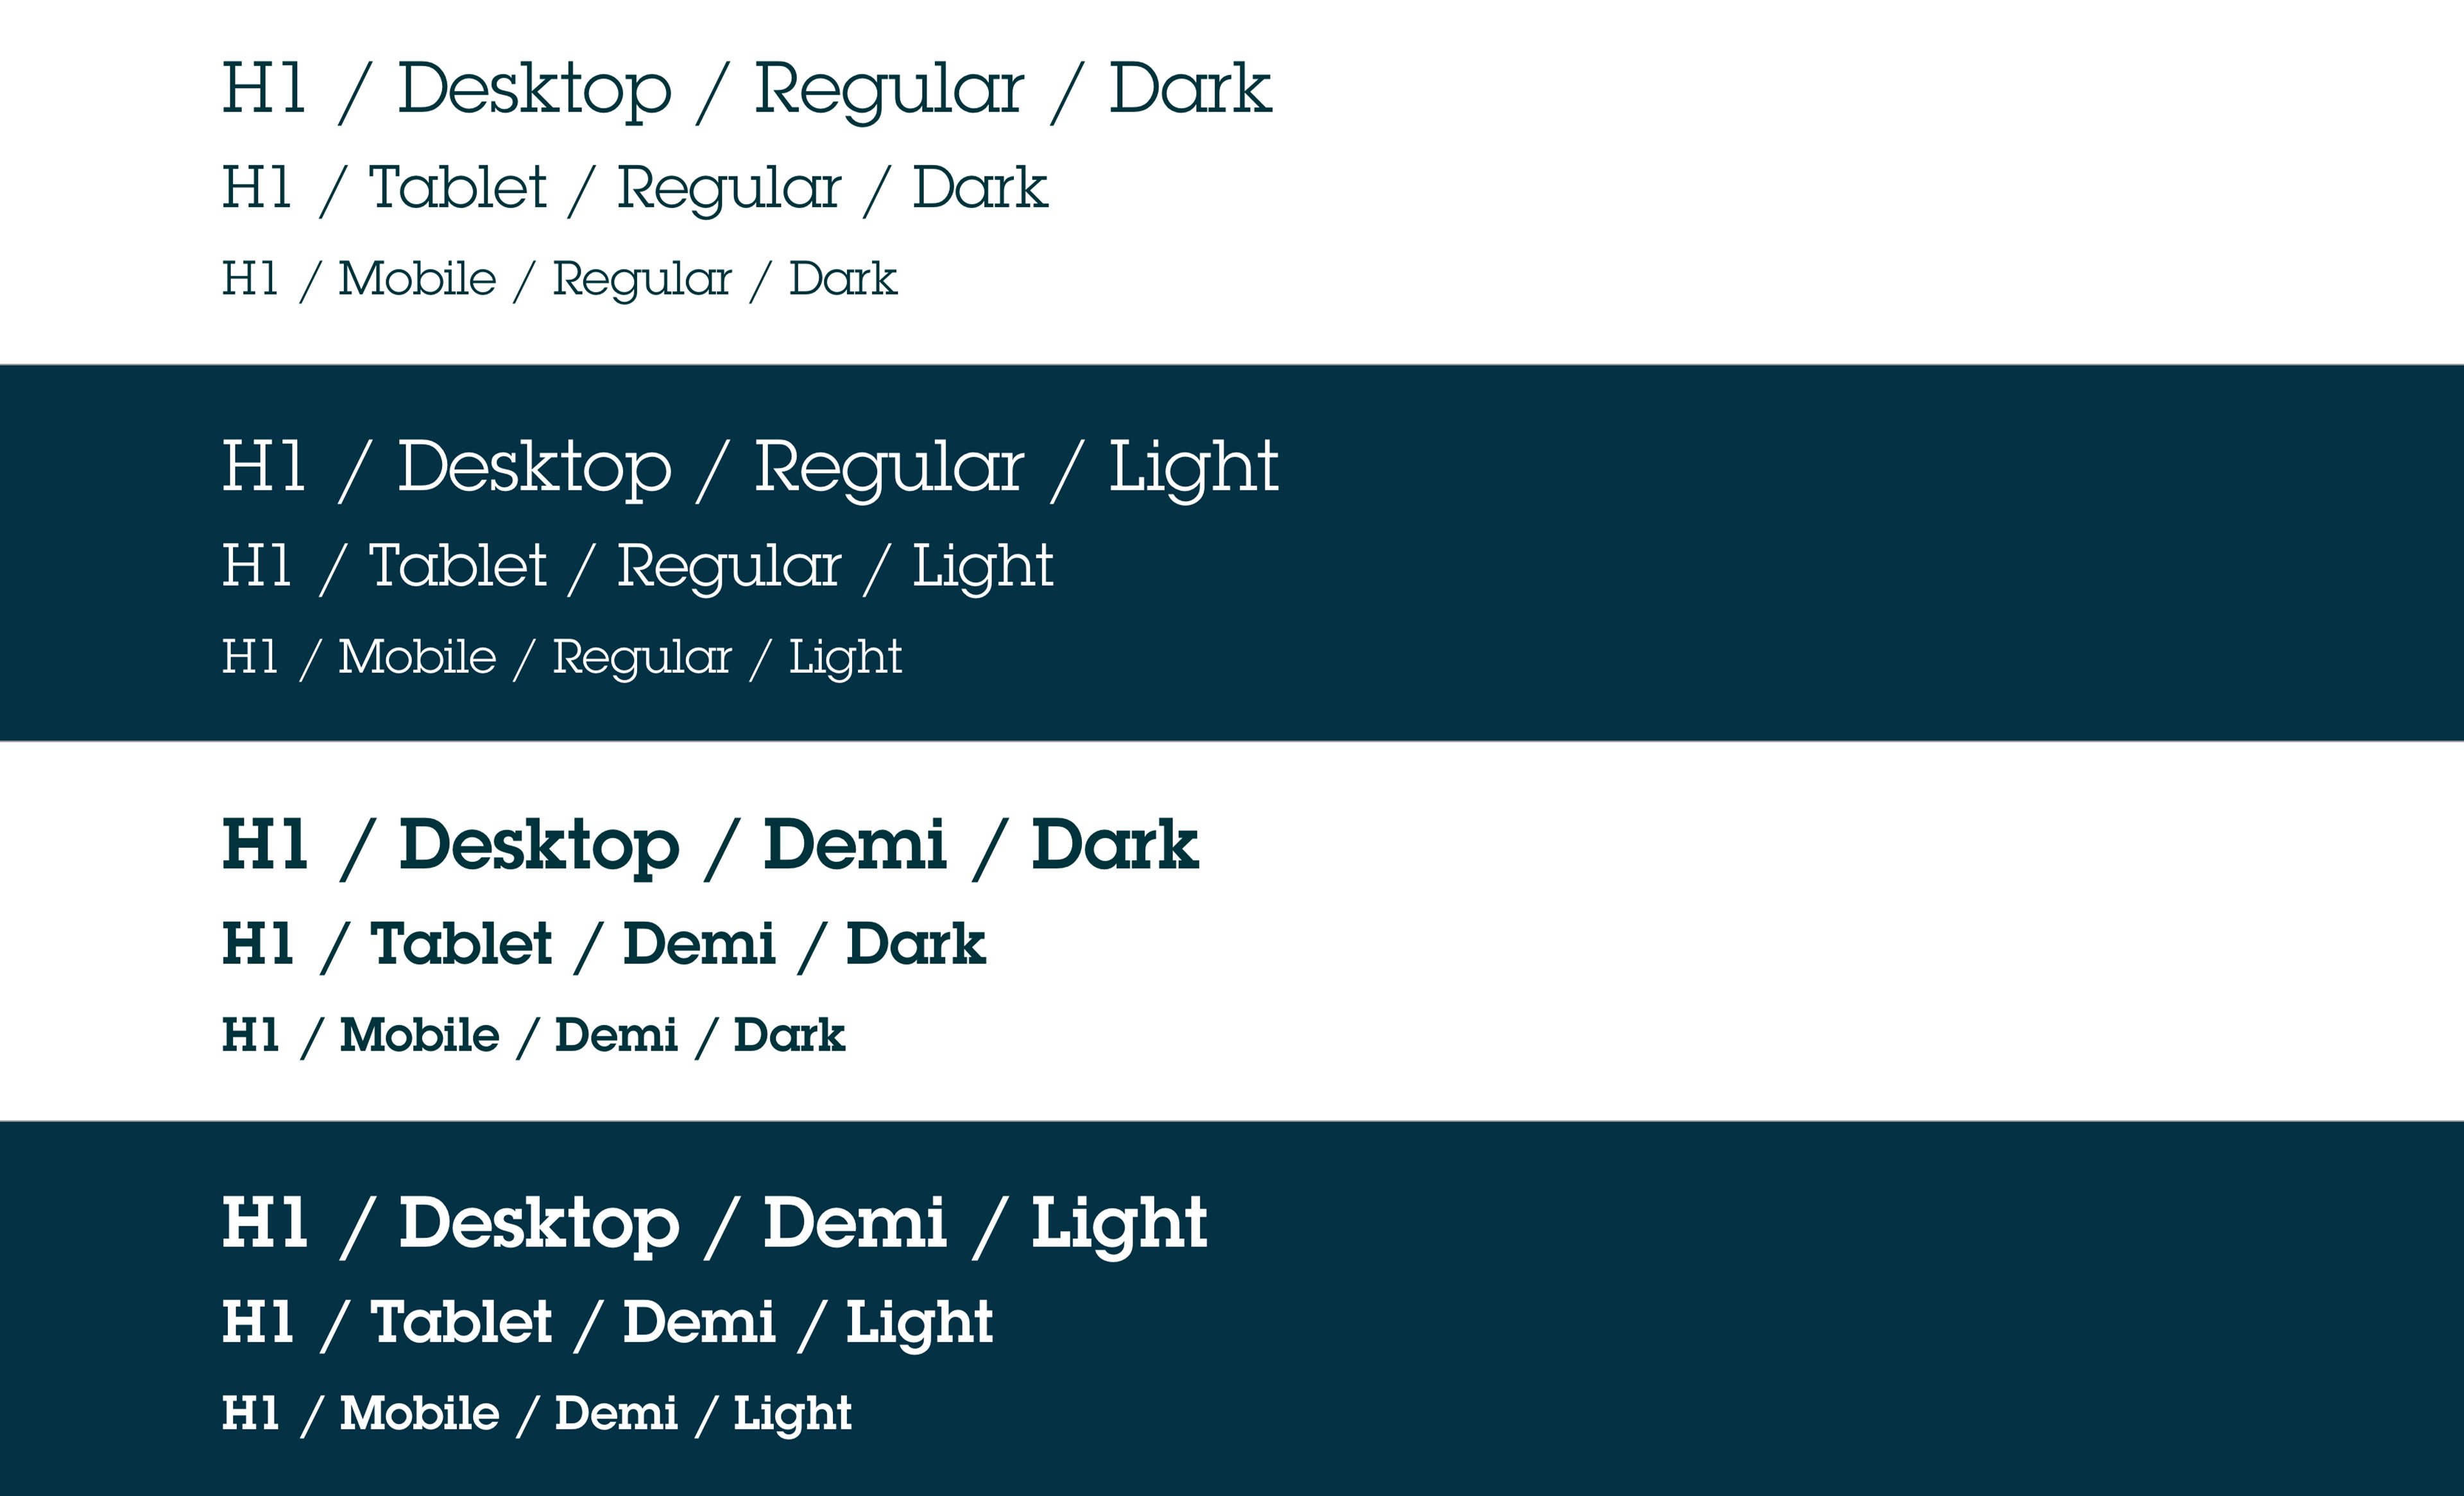 H1 / Desktop / Regular / Dark
H1 / Tablet / Regular / Dark
H1 / Mobile / Regular / Dark
H1 / Desktop / Regular / Light
H1 / Tablet / Regular / Light
H1 / Mobile / Regular / Light
H1 / Desktop / Demi / Dark
H1 / Tablet / Demi / Dark
H1 / Mobile / Demi / Dark
H1 / Desktop / Demi / Light
H1 / Tablet / Demi / Light
H1 / Mobile / Demi / Light